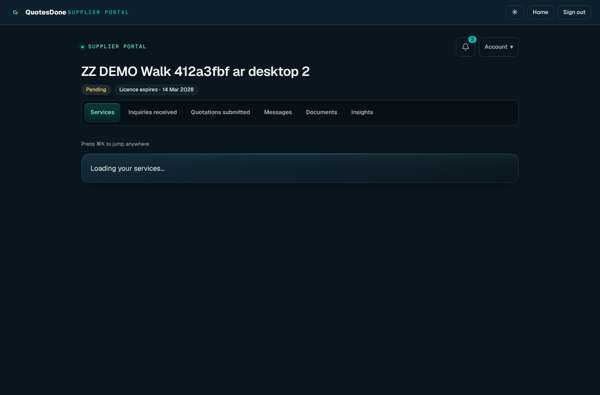 QuotesDone SUPPLIER PORTAL
Home
Sign out
SUPPLIER PORTAL
2
Account ▾
ZZ DEMO Walk 412a3fbf ar desktop 2
Pending
Licence expires · 14 Mar 2028
Services
Inquiries received
Quotations submitted
Messages
Documents
Insights
Press ⌘K to jump anywhere
Loading your services…